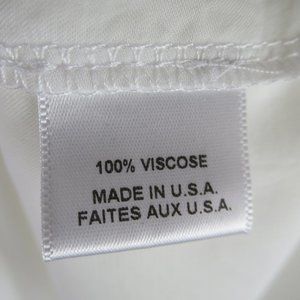 100% VISCOSE
MADE IN U.S.A.
FAITES AUX U.S.A.